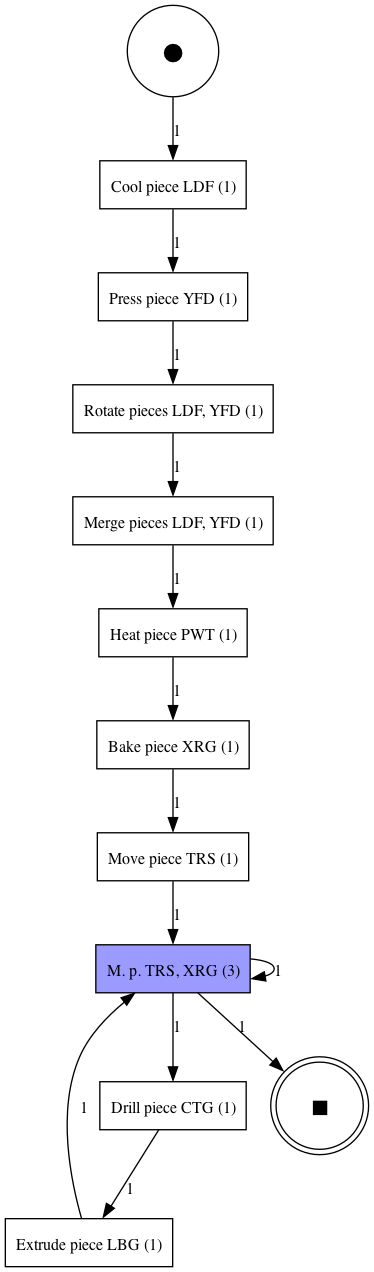 1
Cool piece LDF (1)
1
Press piece YFD (1)
1
Rotate pieces LDF, YFD (1)
1
Merge pieces LDF, YFD (1)
1
Heat piece PWT (1)
1
Bake piece XRG (1)
1
Move piece TRS (1)
1
M. p. TRS, XRG (3)
1
1
1
Drill piece CTG (1)
1
1
Extrude piece LBG (1)